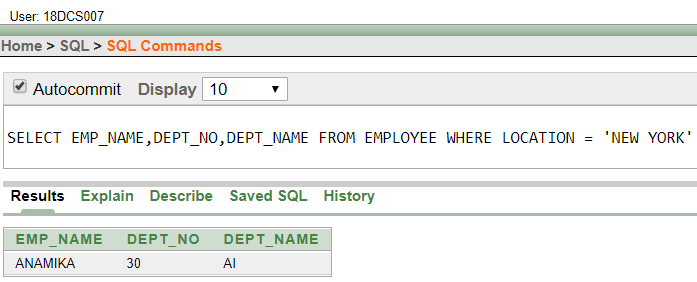 User: 18DCS007
Home > SQL > SQL Commands
Autocommit Display 10
SELECT EMP_NAME,DEPT_NO,DEPT_NAME FROM EMPLOYEE WHERE LOCATION = 'NEW YORK'
Results Explain Describe Saved SQL History
EMP_NAME DEPT_NO DEPT_NAME
ANAMIKA 30 AI